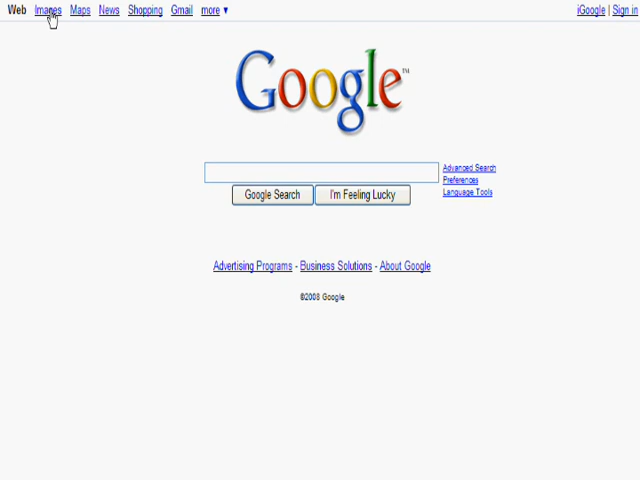 Web Images Maps News Shopping Gmail more ▼ iGoogle | Sign in
Google™
Advanced Search
Preferences
Language Tools
Google Search I'm Feeling Lucky
Advertising Programs - Business Solutions - About Google
©2008 Google